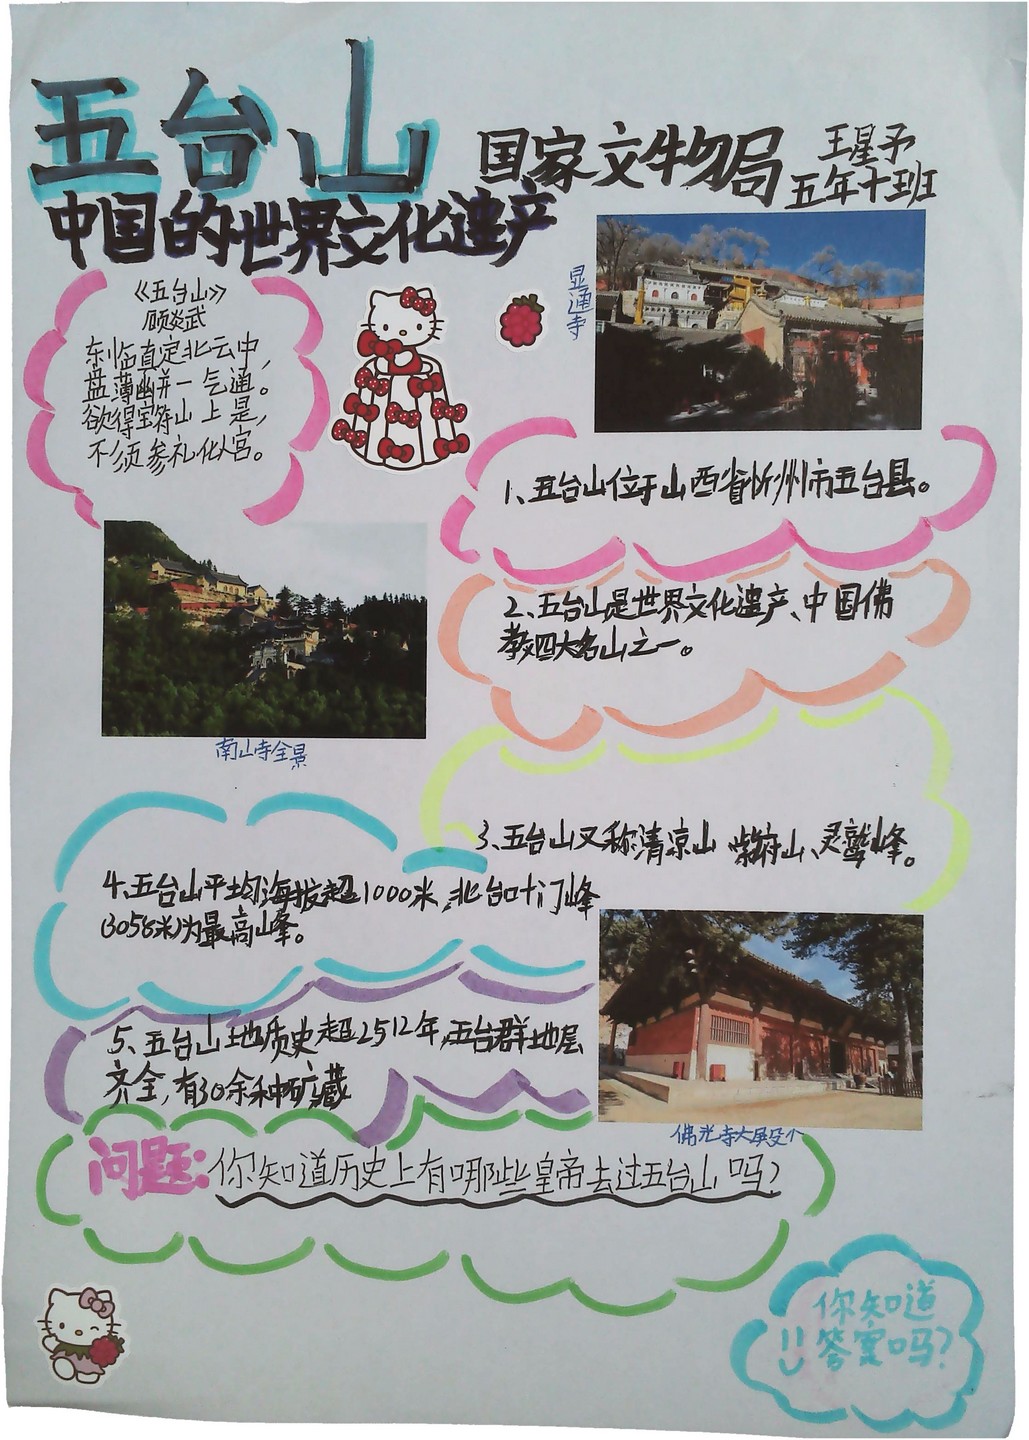 五台山
中国的世界文化遗产
国家文物局
王星予
五年十班
《五台山》
顾炎武
东临真定北云中，
盘薄幽并一气通。
欲得宝符山上是，
不须参礼化人宫。
显通寺
1、五台山位于山西省忻州市五台县。
南山寺全景
2、五台山是世界文化遗产、中国佛
教四大名山之一。
3、五台山又称清凉山 紫府山、灵鹫峰。
4、五台山平均海拔超1000米，北台叶门峰
(3058米)为最高峰。
5、五台山地质史超2512年，五台群地层
齐全，有30余种矿藏
佛光寺大殿
问题：你知道历史上有哪些皇帝去过五台山吗？
你知道
答案吗？